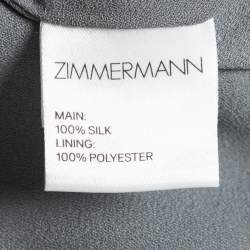 ZIMMERMANN
MAIN:
100% SILK
LINING:
100% POLYESTER